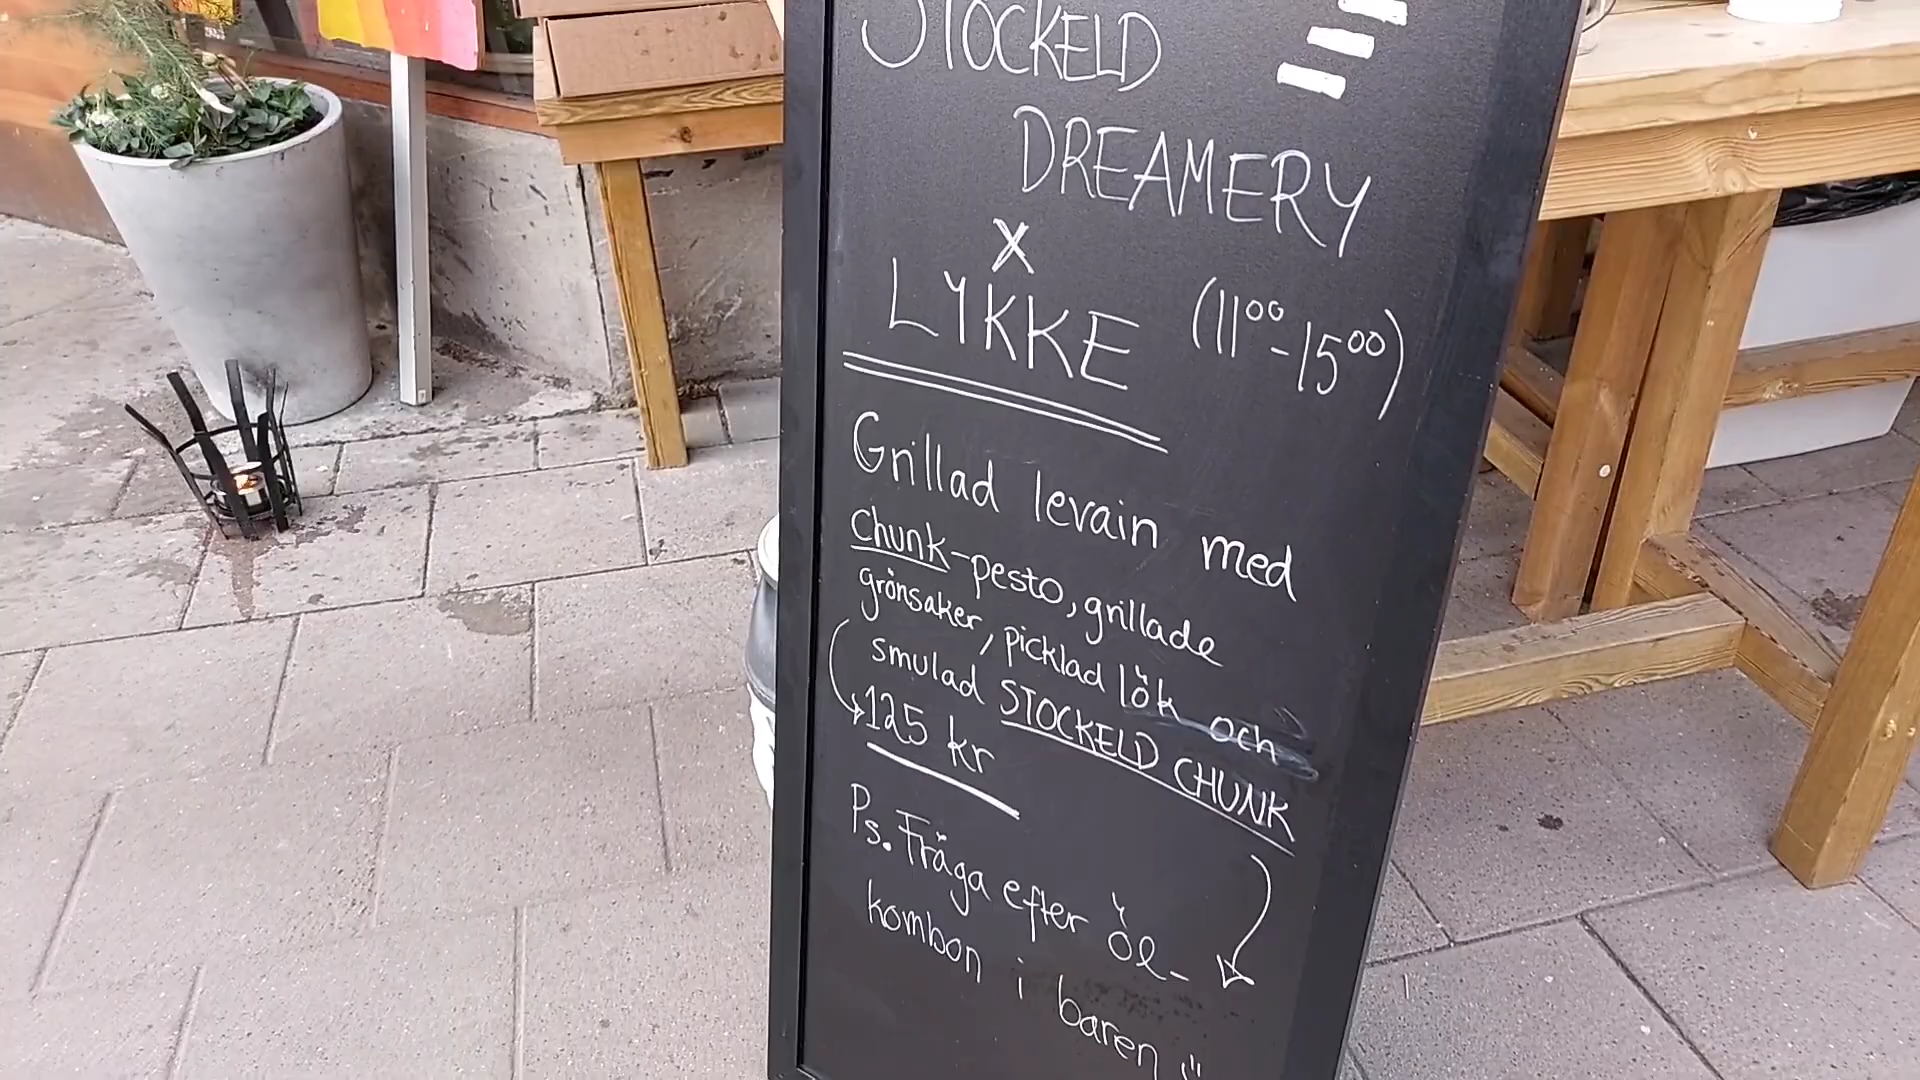 STOCKELD
DREAMERY
X
LYKKE (11⁰⁰-15⁰⁰)
Grillad levain med
Chunk-pesto, grillade
grönsaker, picklad lök och
smulad STOCKELD CHUNK
125 kr
Ps. Fråga efter öl-
kombon i baren